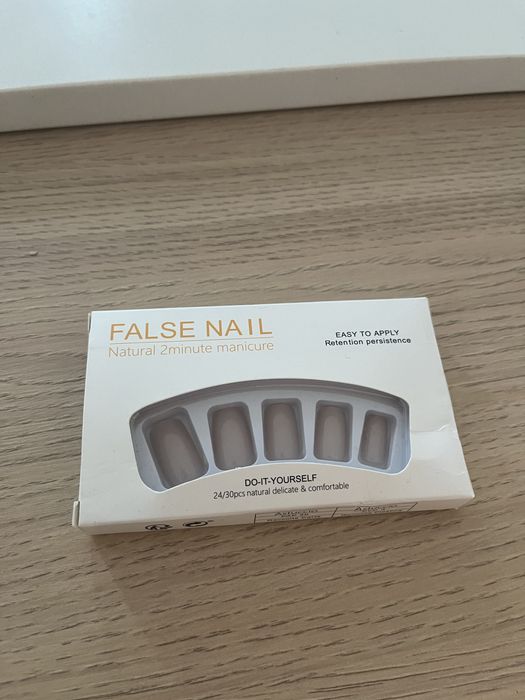 FALSE NAIL
Natural 2minute manicure
EASY TO APPLY
Retention persistence
DO-IT-YOURSELF
24/30pcs natural delicate & comfortable